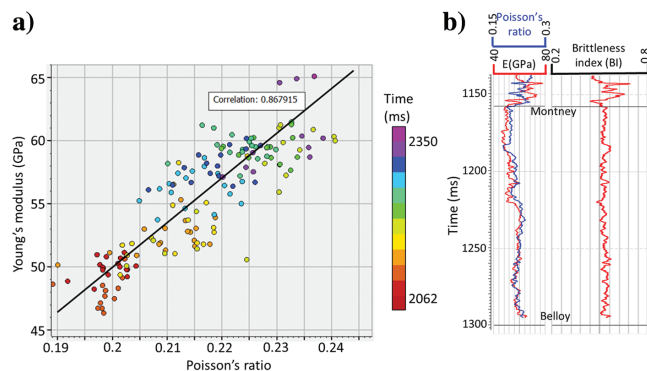 a)
65
60
55
50
45
Young's modulus (GPa)
0.19
0.2
0.21
0.22
0.23
0.24
Poisson's ratio
Correlation: 0.867915
Time
(ms)
2350
2062
b)
Poisson's
ratio
0.15
0.3
E(GPa)
40
80
Brittleness
index (BI)
0.2
0.8
Time (ms)
1150
1200
1250
1300
Montney
Belloy